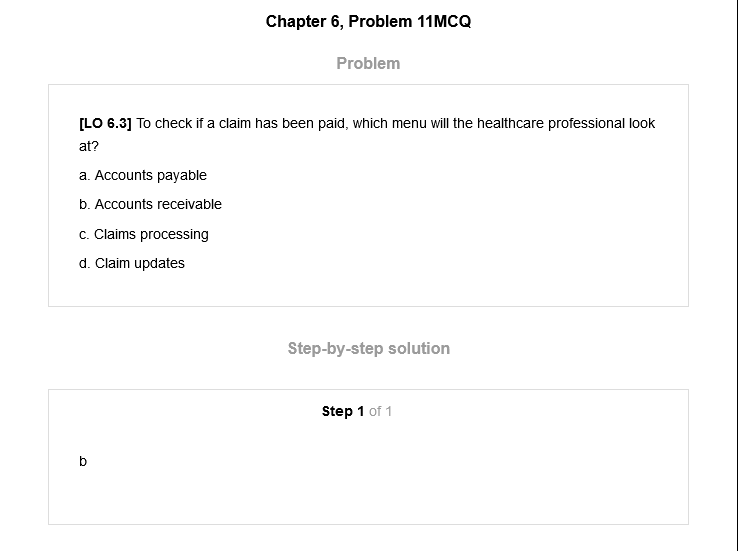 Chapter 6, Problem 11MCQ
Problem
[LO 6.3] To check if a claim has been paid, which menu will the healthcare professional look
at?
a. Accounts payable
b. Accounts receivable
c. Claims processing
d. Claim updates
Step-by-step solution
Step 1 of 1
b